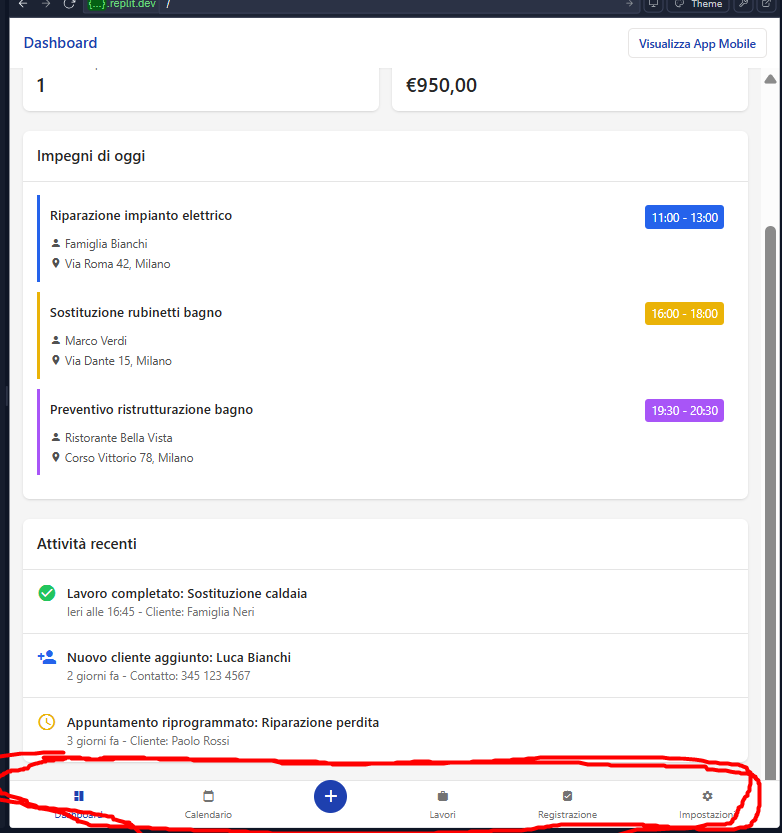 {...}.replit.dev /
Theme
Dashboard
Visualizza App Mobile
1
€950,00
Impegni di oggi
Riparazione impianto elettrico
11:00 - 13:00
Famiglia Bianchi
Via Roma 42, Milano
Sostituzione rubinetti bagno
16:00 - 18:00
Marco Verdi
Via Dante 15, Milano
Preventivo ristrutturazione bagno
19:30 - 20:30
Ristorante Bella Vista
Corso Vittorio 78, Milano
Attività recenti
Lavoro completato: Sostituzione caldaia
Ieri alle 16:45 - Cliente: Famiglia Neri
Nuovo cliente aggiunto: Luca Bianchi
2 giorni fa - Contatto: 345 123 4567
Appuntamento riprogrammato: Riparazione perdita
3 giorni fa - Cliente: Paolo Rossi
Dashboard
Calendario
Lavori
Registrazione
Impostazioni